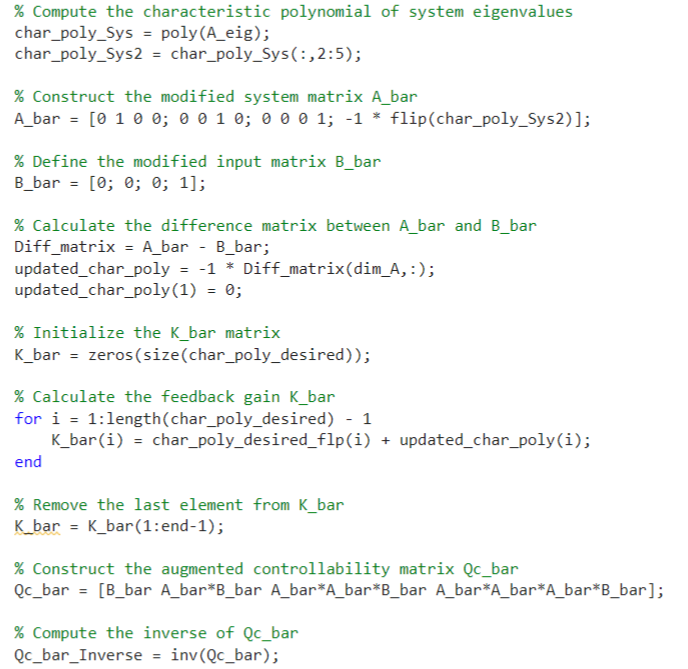 % Compute the characteristic polynomial of system eigenvalues
char_poly_Sys = poly(A_eig);
char_poly_Sys2 = char_poly_Sys(:,2:5);
% Construct the modified system matrix A_bar
A_bar = [0 1 0 0; 0 0 1 0; 0 0 0 1; -1 * flip(char_poly_Sys2)];
% Define the modified input matrix B_bar
B_bar = [0; 0; 0; 1];
% Calculate the difference matrix between A_bar and B_bar
Diff_matrix = A_bar - B_bar;
updated_char_poly = -1 * Diff_matrix(dim_A,:);
updated_char_poly(1) = 0;
% Initialize the K_bar matrix
K_bar = zeros(size(char_poly_desired));
% Calculate the feedback gain K_bar
for i = 1:length(char_poly_desired) - 1
    K_bar(i) = char_poly_desired_flp(i) + updated_char_poly(i);
end
% Remove the last element from K_bar
K_bar = K_bar(1:end-1);
% Construct the augmented controllability matrix Qc_bar
Qc_bar = [B_bar A_bar*B_bar A_bar*A_bar*B_bar A_bar*A_bar*A_bar*B_bar];
% Compute the inverse of Qc_bar
Qc_bar_Inverse = inv(Qc_bar);